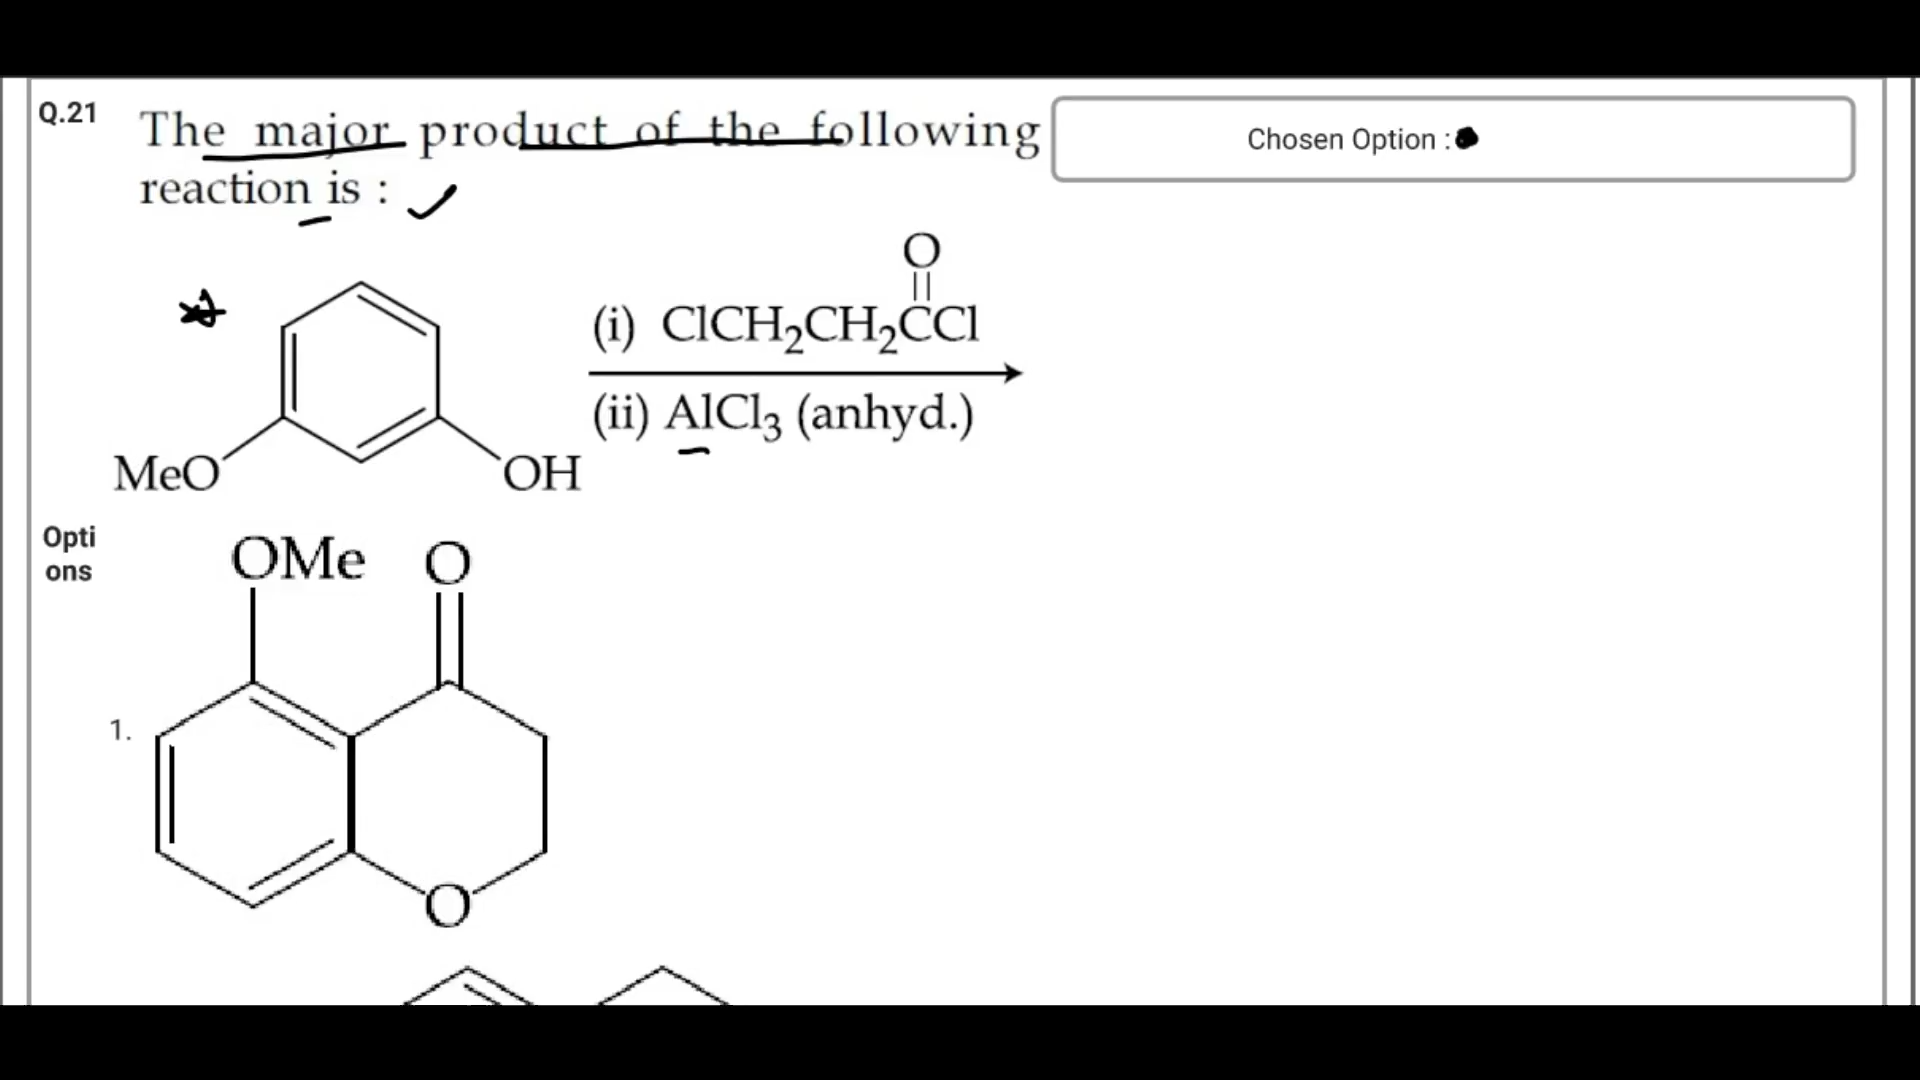 Q.21 The major product of the following
reaction is :
Chosen Option :
O
(i) ClCH₂CH₂CCl
(ii) AlCl₃ (anhyd.)
MeO
OH
Opti
ons
OMe O
1.
O